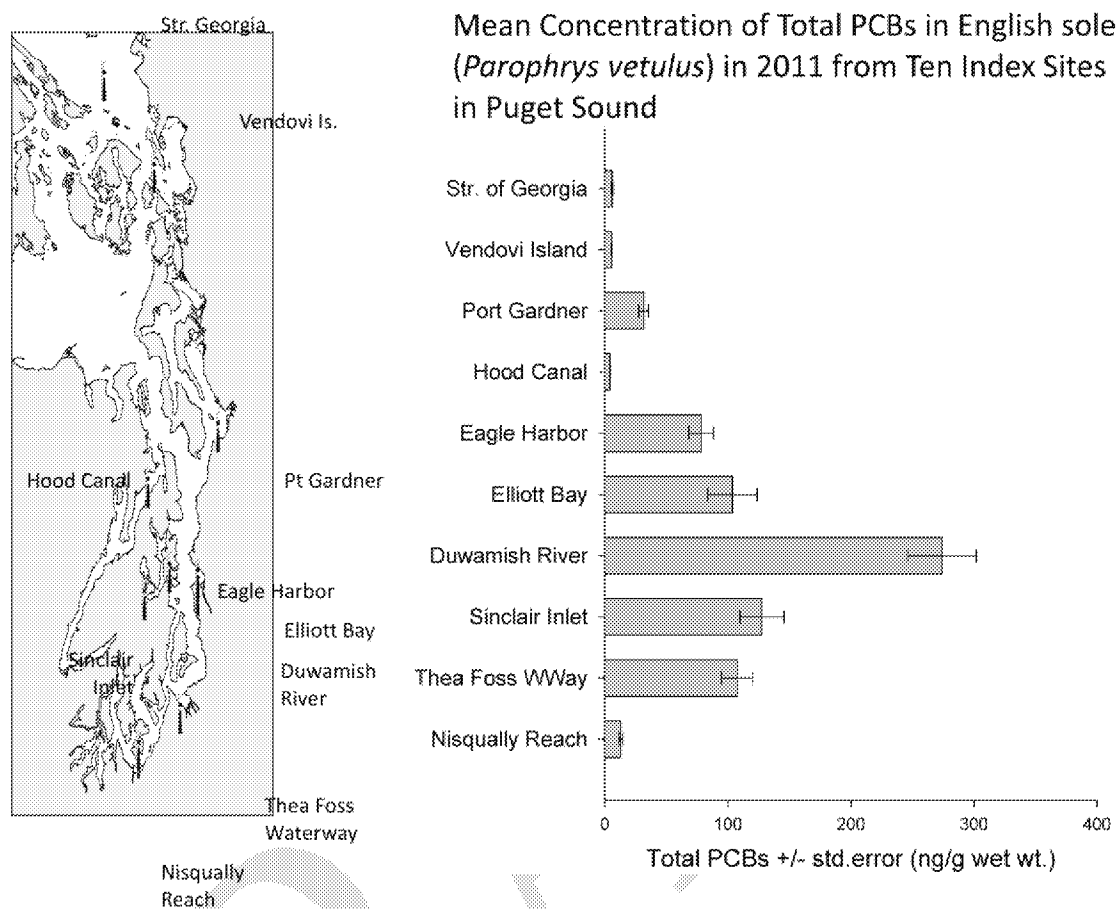 Str. Georgia
Vendovi Is.
Hood Canal
Pt Gardner
Eagle Harbor
Elliott Bay
Sinclair
Inlet
Duwamish
River
Thea Foss
Waterway
Nisqually
Reach
Mean Concentration of Total PCBs in English sole
(Parophrys vetulus) in 2011 from Ten Index Sites
in Puget Sound
Str. of Georgia
Vendovi Island
Port Gardner
Hood Canal
Eagle Harbor
Elliott Bay
Duwamish River
Sinclair Inlet
Thea Foss WWay
Nisqually Reach
0 100 200 300 400
Total PCBs +/- std.error (ng/g wet wt.)